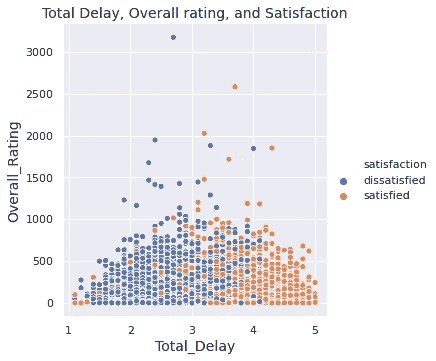 Total Delay, Overall rating, and Satisfaction
3000
2500
2000
1500
1000
500
0
Overall_Rating
1 2 3 4 5
Total_Delay
satisfaction
dissatisfied
satisfied